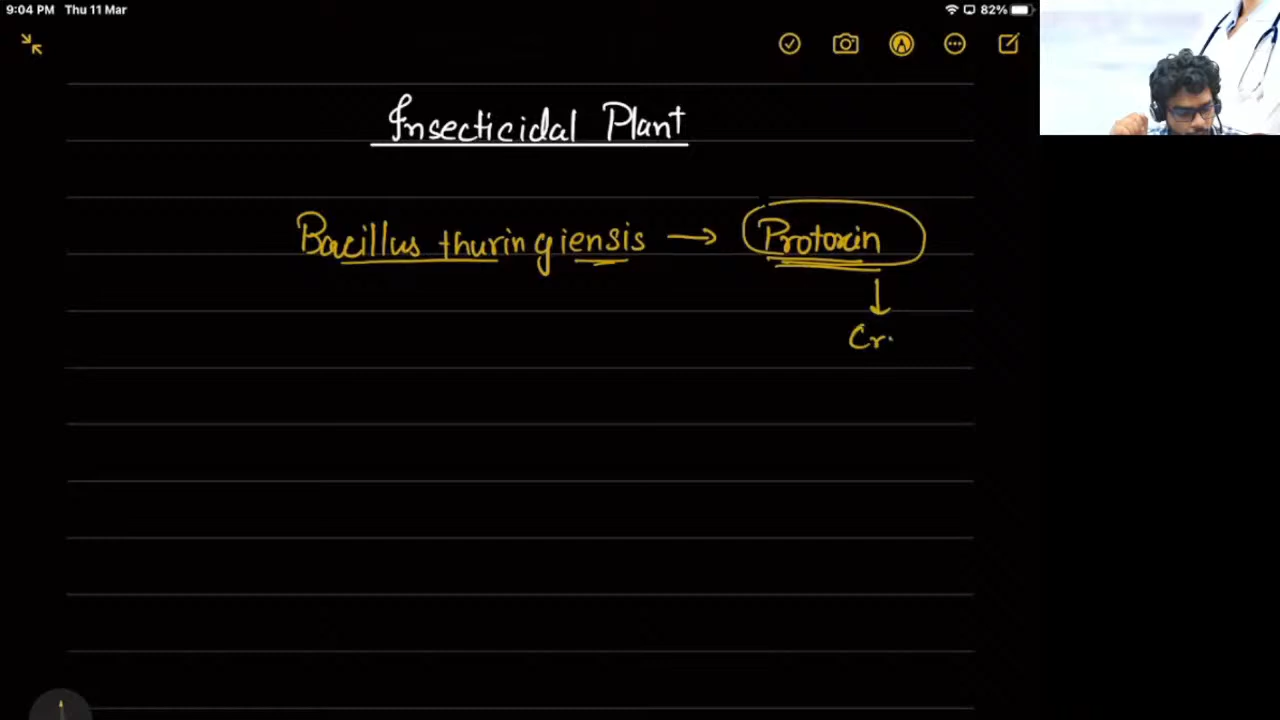 9:04 PM Thu 11 Mar 82%
Insecticidal Plant
Bacillus thuringiensis → Protoxin
↓
Cr